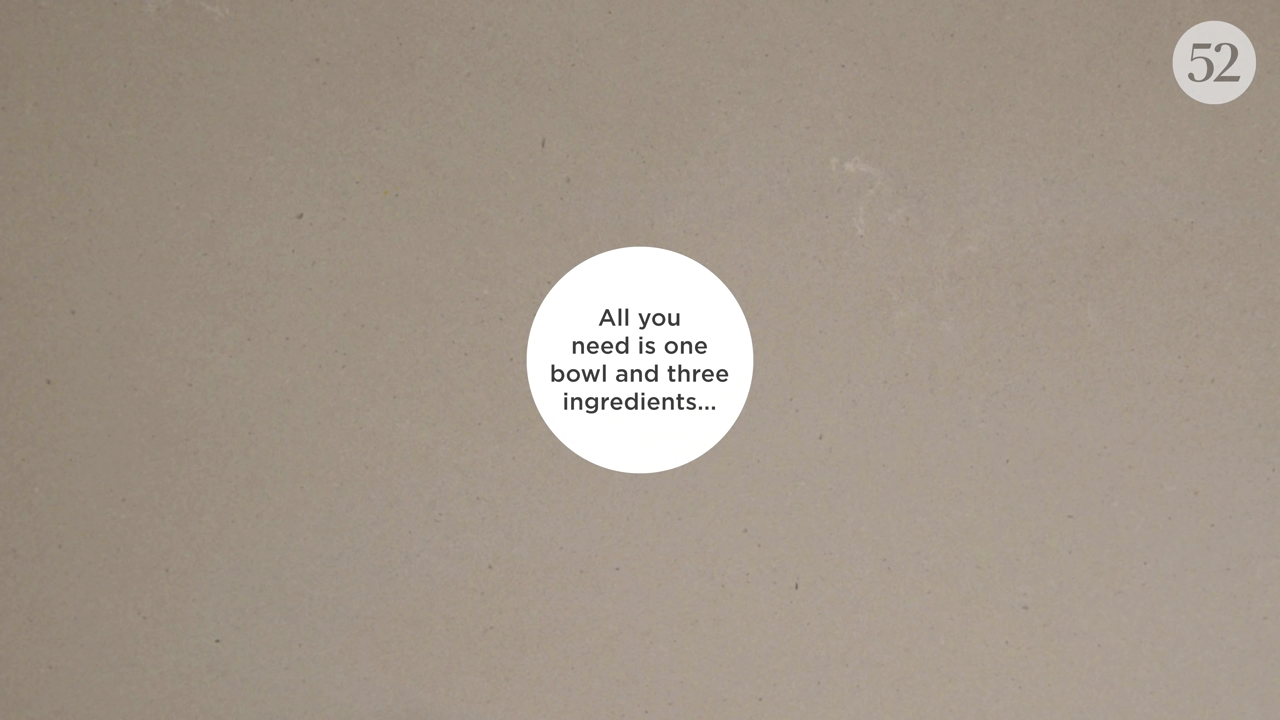 52
All you
need is one
bowl and three
ingredients...